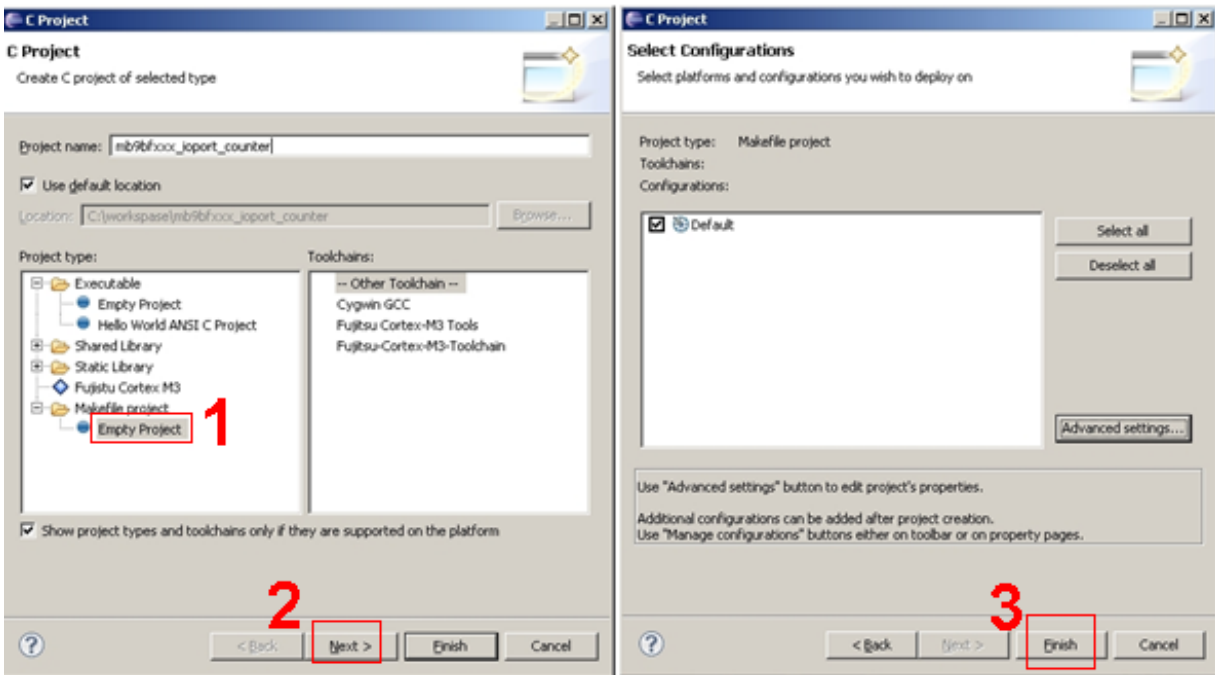 C Project
C Project
Create C project of selected type
Project name: mb9bfxxx_ioport_counter
Use default location
Location: C:\workspase\mb9bfxxx_ioport_counter
Browse...
Project type:
Executable
Empty Project
Hello World ANSI C Project
Shared Library
Static Library
Fujistu Cortex M3
Makefile project
Empty Project
1
Toolchains:
-- Other Toolchain --
Cygwin GCC
Fujitsu Cortex-M3 Tools
Fujitsu-Cortex-M3-Toolchain
Show project types and toolchains only if they are supported on the platform
2
?
< Back
Next >
Finish
Cancel
C Project
Select Configurations
Select platforms and configurations you wish to deploy on
Project type: Makefile project
Toolchains:
Configurations:
Default
Select all
Deselect all
Advanced settings...
Use "Advanced settings" button to edit project's properties.
Additional configurations can be added after project creation.
Use "Manage configurations" buttons either on toolbar or on property pages.
3
?
< Back
Next >
Finish
Cancel